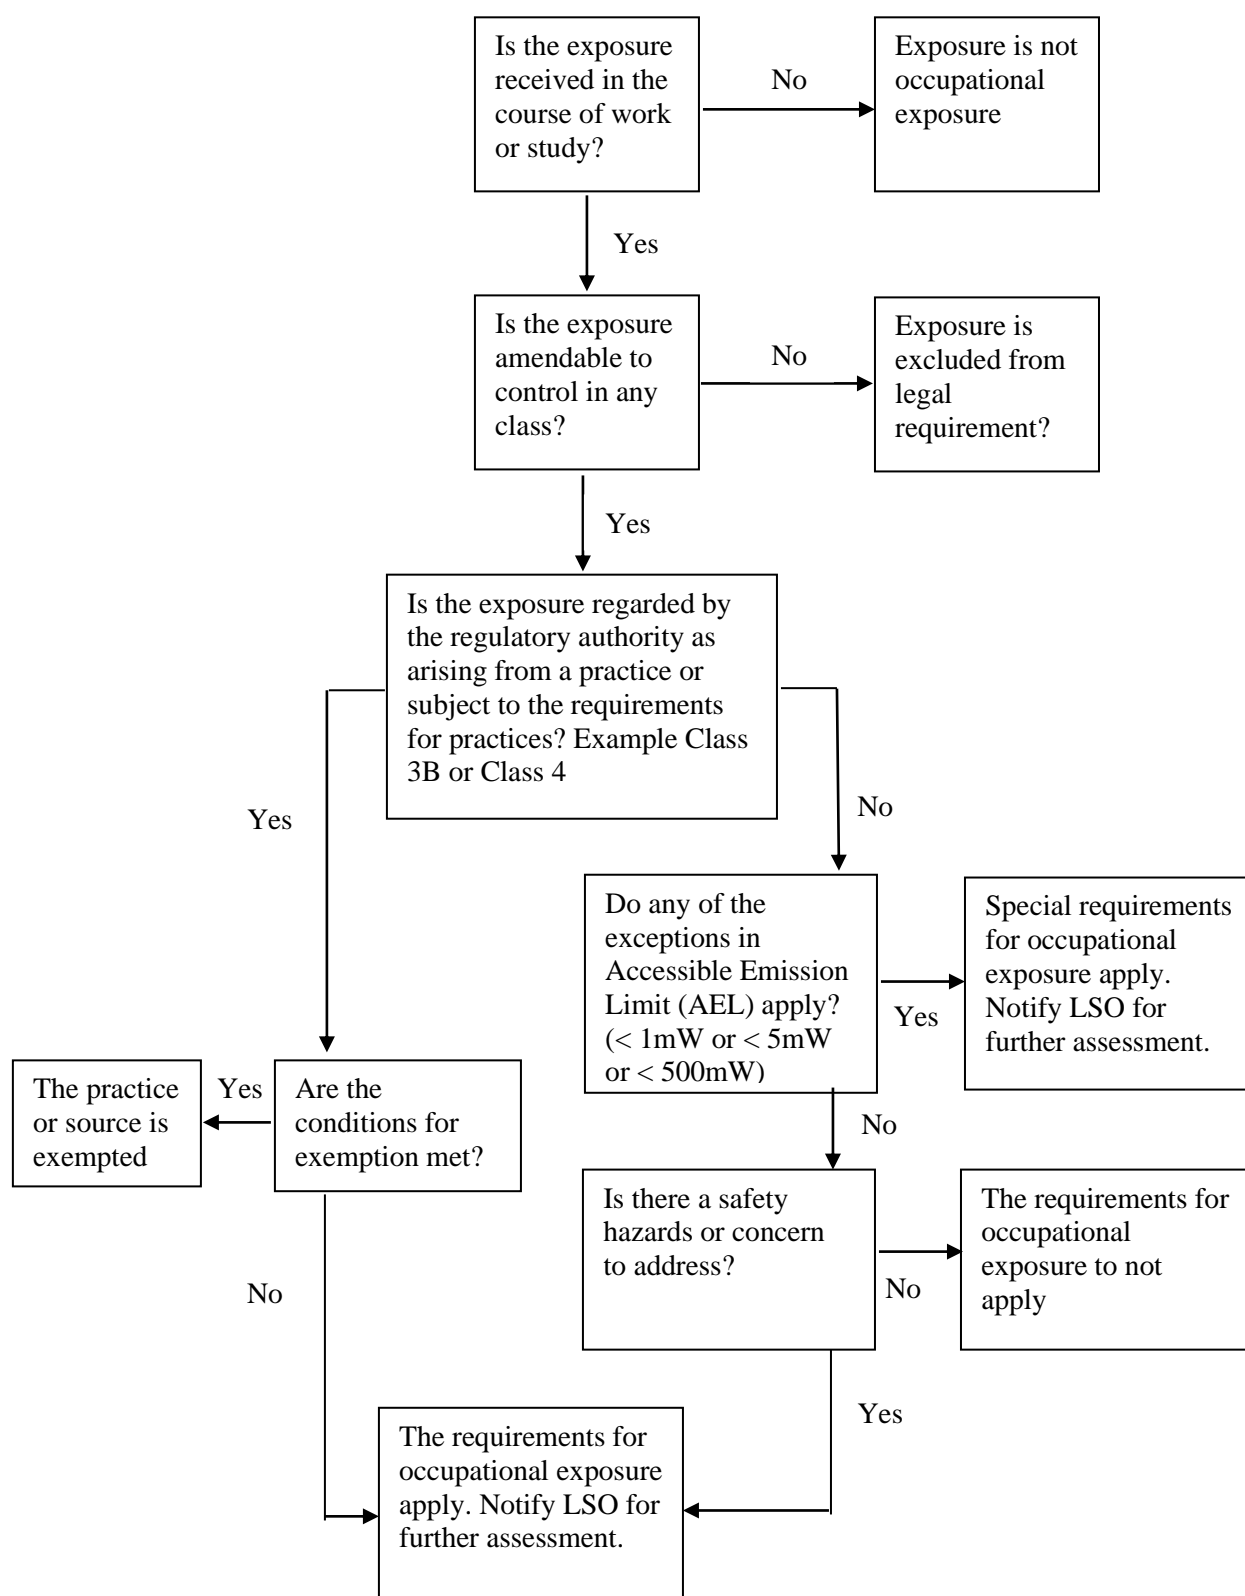 Is the exposure
received in the
course of work
or study?
No
Exposure is not
occupational
exposure
Yes
Is the exposure
amendable to
control in any
class?
No
Exposure is
excluded from
legal
requirement?
Yes
Is the exposure regarded by
the regulatory authority as
arising from a practice or
subject to the requirements
for practices? Example Class
3B or Class 4
Yes
No
Do any of the
exceptions in
Accessible Emission
Limit (AEL) apply?
(< 1mW or < 5mW
or < 500mW)
Yes
Special requirements
for occupational
exposure apply.
Notify LSO for
further assessment.
The practice
or source is
exempted
Yes
Are the
conditions for
exemption met?
No
Is there a safety
hazards or concern
to address?
No
The requirements for
occupational
exposure to not
apply
No
Yes
The requirements for
occupational exposure
apply. Notify LSO for
further assessment.